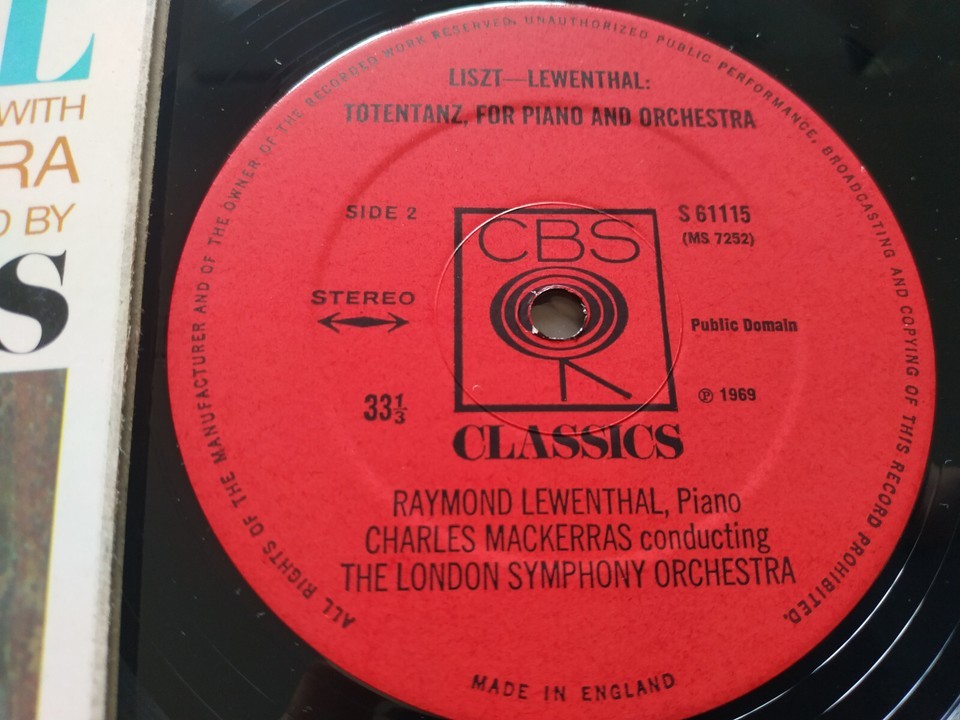 L
WITH
RA
D BY
S
LISZT—LEWENTHAL:
TOTENTANZ, FOR PIANO AND ORCHESTRA
SIDE 2
CBS
S 61115
(MS 7252)
STEREO
Public Domain
33⅓
℗ 1969
CLASSICS
RAYMOND LEWENTHAL, Piano
CHARLES MACKERRAS conducting
THE LONDON SYMPHONY ORCHESTRA
ALL RIGHTS OF THE MANUFACTURER AND OF THE OWNER OF THE RECORDED WORK RESERVED. UNAUTHORIZED PUBLIC PERFORMANCE, BROADCASTING AND COPYING OF THIS RECORD PROHIBITED.
MADE IN ENGLAND